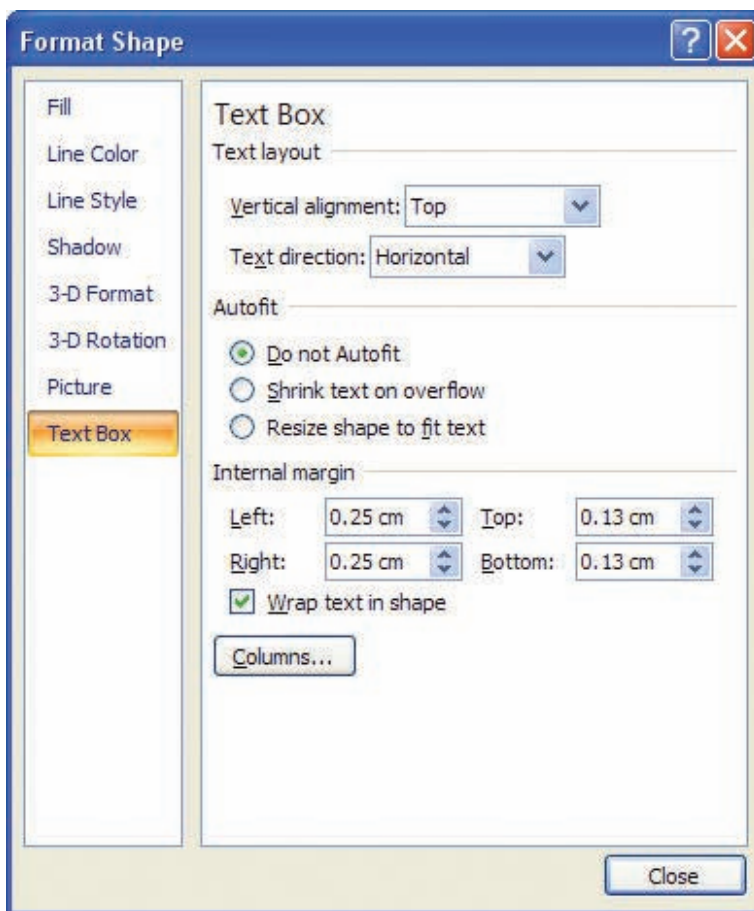 Format Shape
?
Fill
Line Color
Line Style
Shadow
3-D Format
3-D Rotation
Picture
Text Box
Text Box
Text layout
Vertical alignment: Top
Text direction: Horizontal
Autofit
Do not Autofit
Shrink text on overflow
Resize shape to fit text
Internal margin
Left: 0.25 cm Top: 0.13 cm
Right: 0.25 cm Bottom: 0.13 cm
Wrap text in shape
Columns...
Close